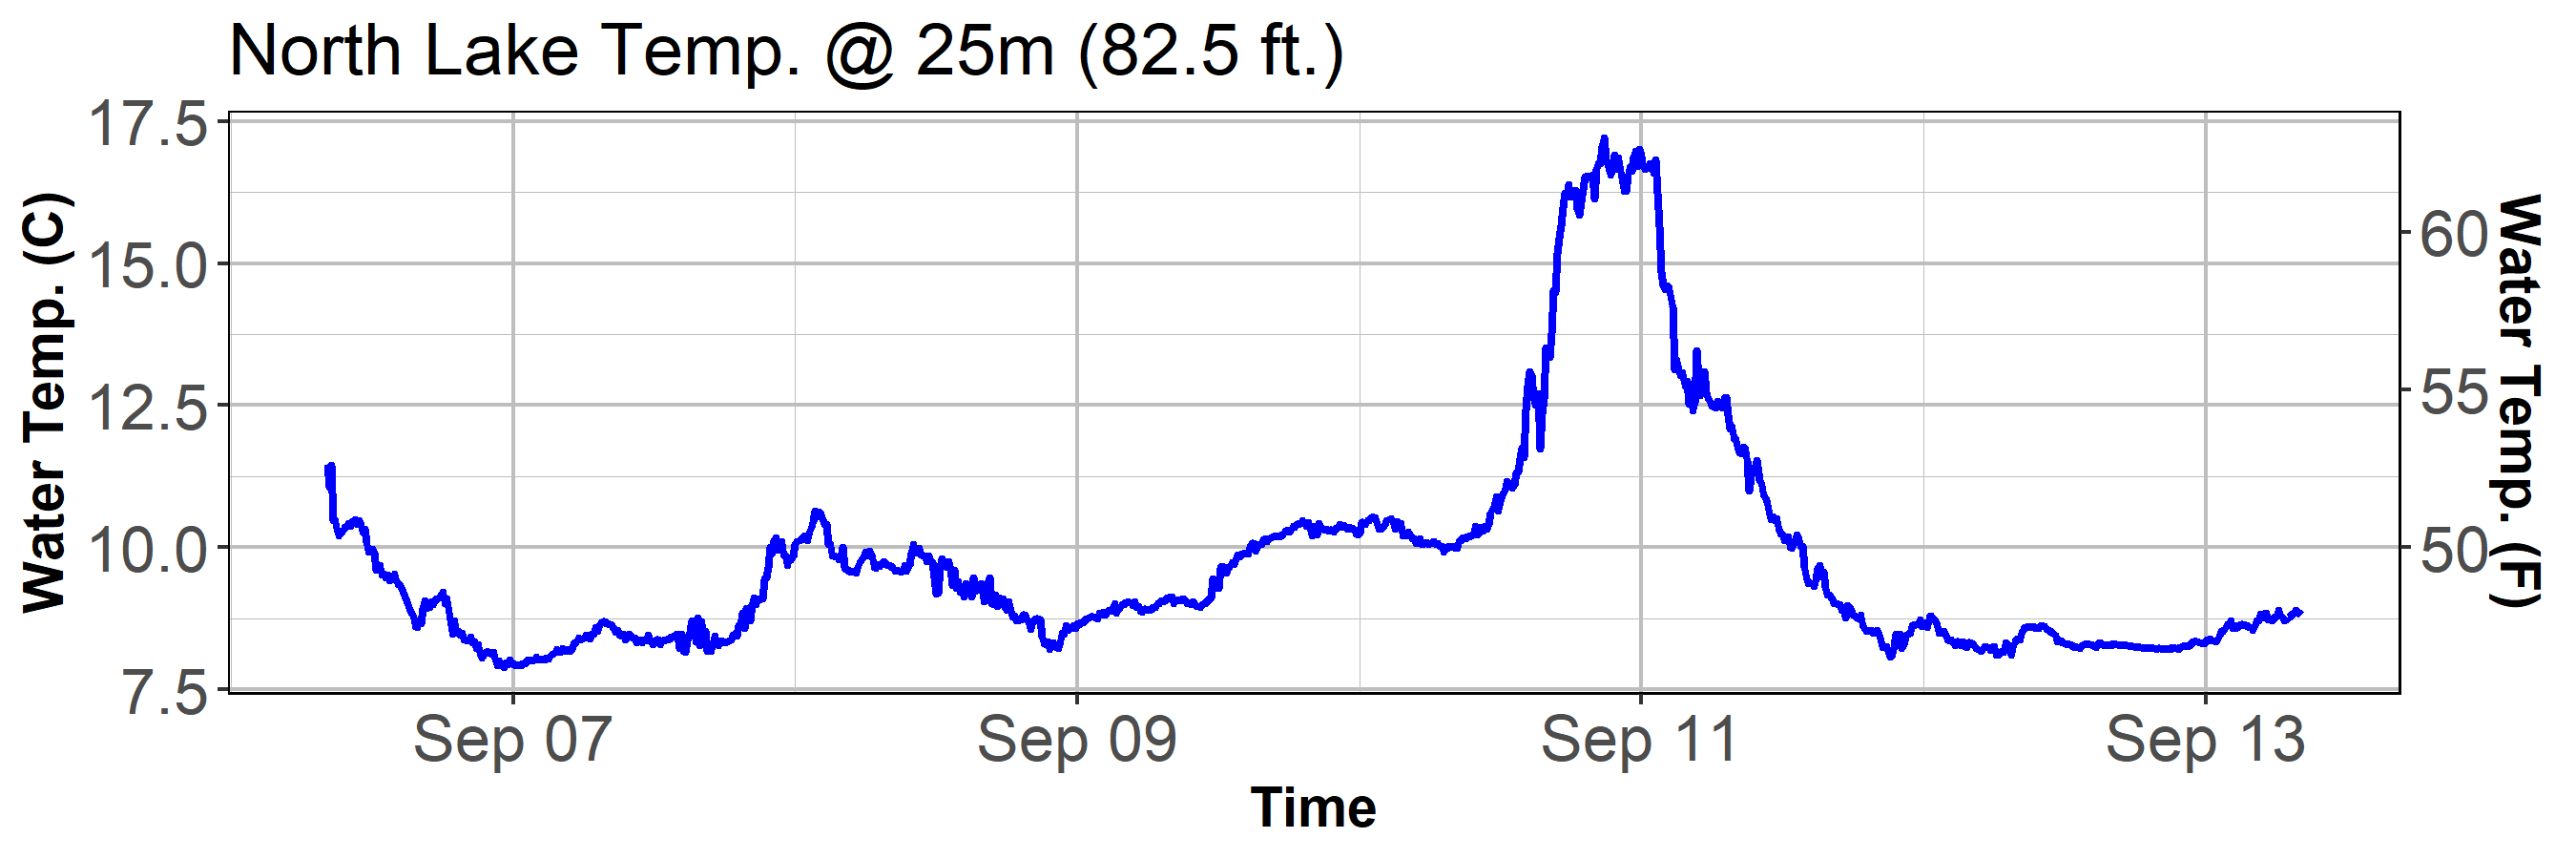 North Lake Temp. @ 25m (82.5 ft.)
Water Temp. (C)
17.5
15.0
12.5
10.0
7.5
60
55
50
Water Temp. (F)
Sep 07 Sep 09 Sep 11 Sep 13
Time